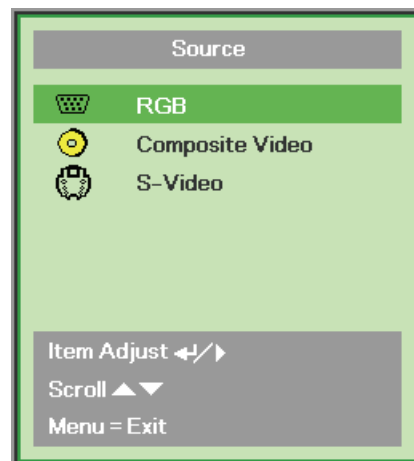 Source
RGB
Composite Video
S-Video
Item Adjust ↵/▶
Scroll ▲▼
Menu = Exit